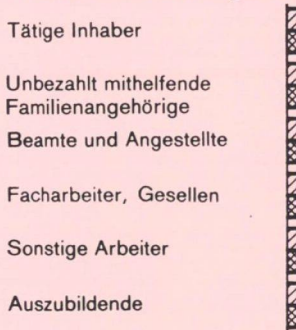 Tätige Inhaber
Unbezahlt mithelfende
Familienangehörige
Beamte und Angestellte
Facharbeiter, Gesellen
Sonstige Arbeiter
Auszubildende